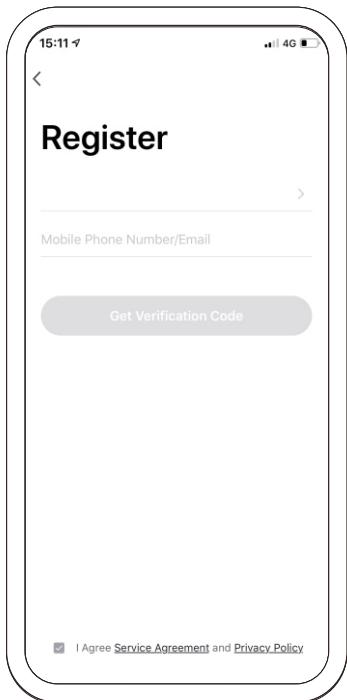 15:11 4G
Register
Mobile Phone Number/Email
Get Verification Code
I Agree Service Agreement and Privacy Policy